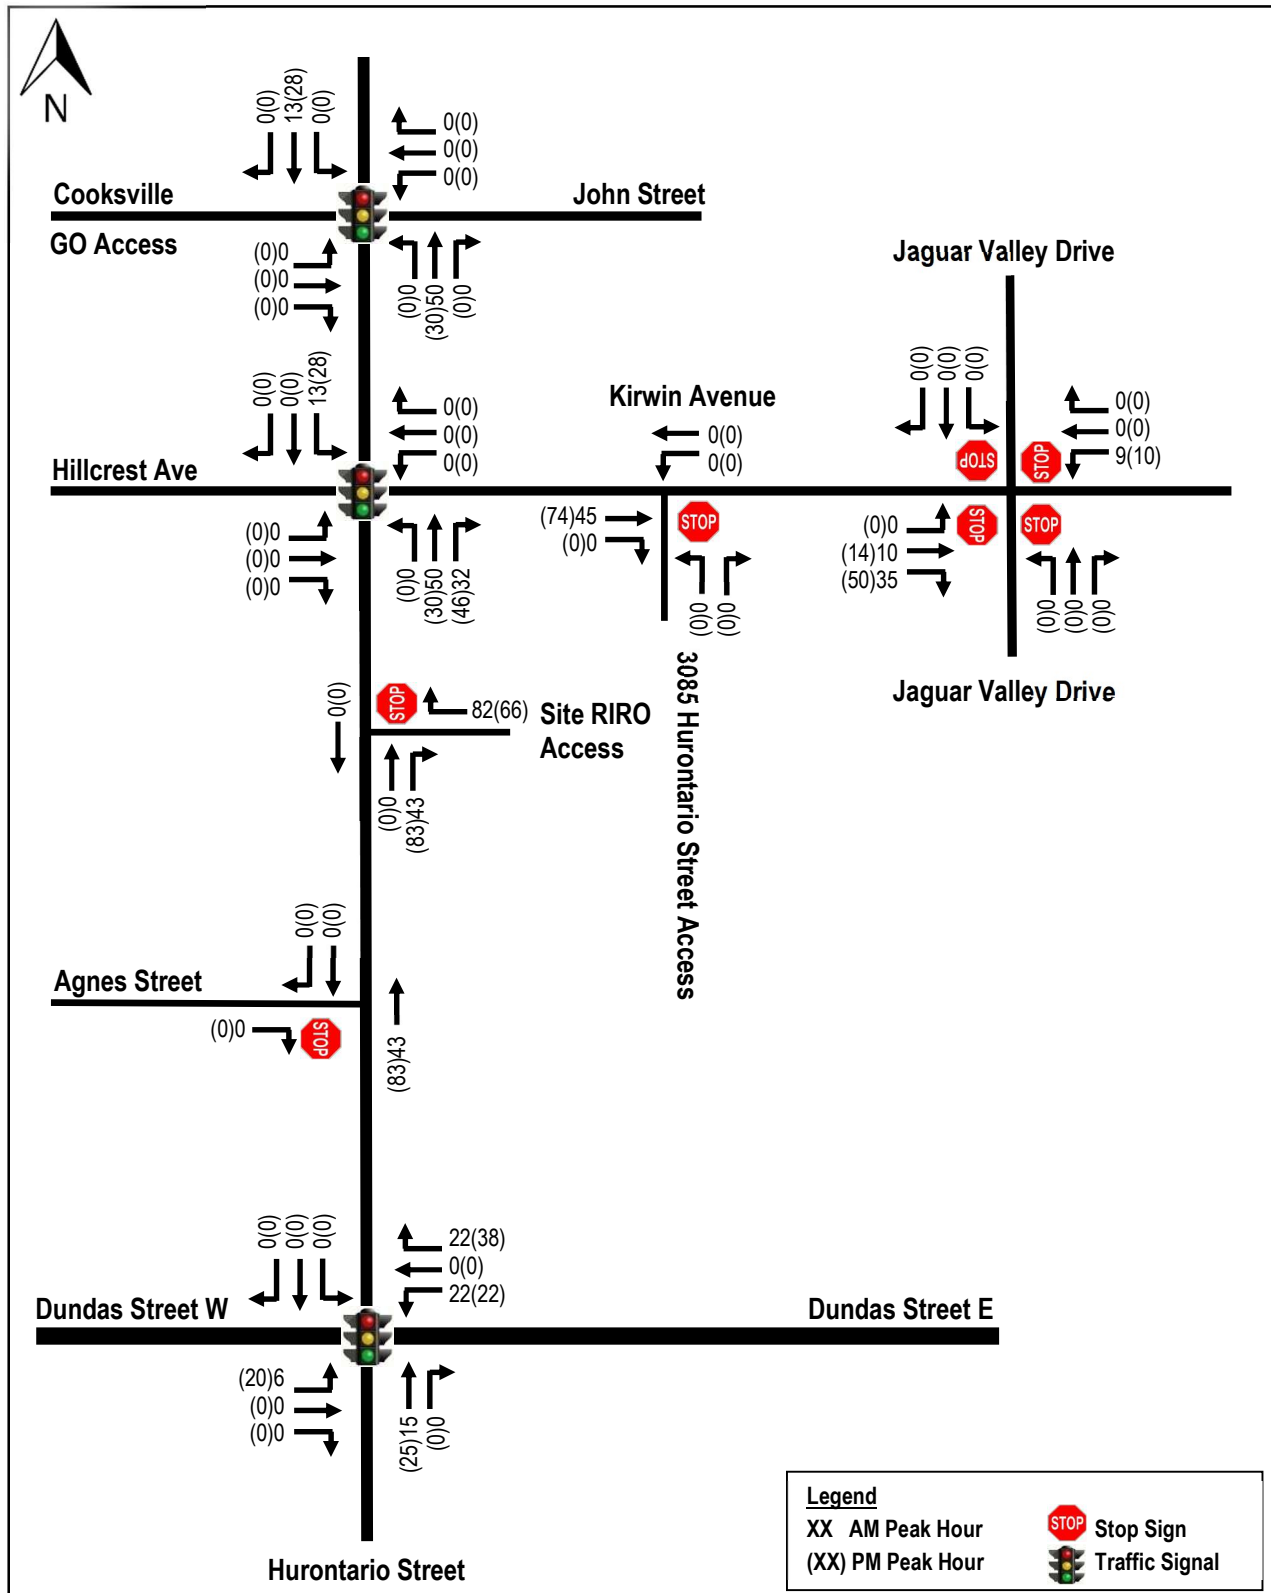 N
0(0)
13(28)
0(0)
0(0)
0(0)
0(0)
Cooksville
John Street
GO Access
(0)0
(0)0
(0)0
(0)0
(30)50
(0)0
Jaguar Valley Drive
0(0)
0(0)
13(28)
0(0)
0(0)
0(0)
Kirwin Avenue
0(0)
0(0)
0(0)
0(0)
0(0)
0(0)
0(0)
9(10)
STOP
STOP
Hillcrest Ave
(0)0
(0)0
(0)0
(0)0
(30)50
(46)32
(74)45
(0)0
STOP
(0)0
(0)0
3085 Hurontario Street Access
(0)0
(14)10
(50)35
STOP
STOP
(0)0
(0)0
(0)0
Jaguar Valley Drive
0(0)
STOP
82(66)
Site RIRO
Access
(0)0
(83)43
0(0)
0(0)
Agnes Street
(0)0
STOP
(83)43
0(0)
0(0)
0(0)
22(38)
0(0)
22(22)
Dundas Street W
Dundas Street E
(20)6
(0)0
(0)0
(25)15
(0)0
Hurontario Street
Legend
XX AM Peak Hour
STOP Stop Sign
(XX) PM Peak Hour
Traffic Signal